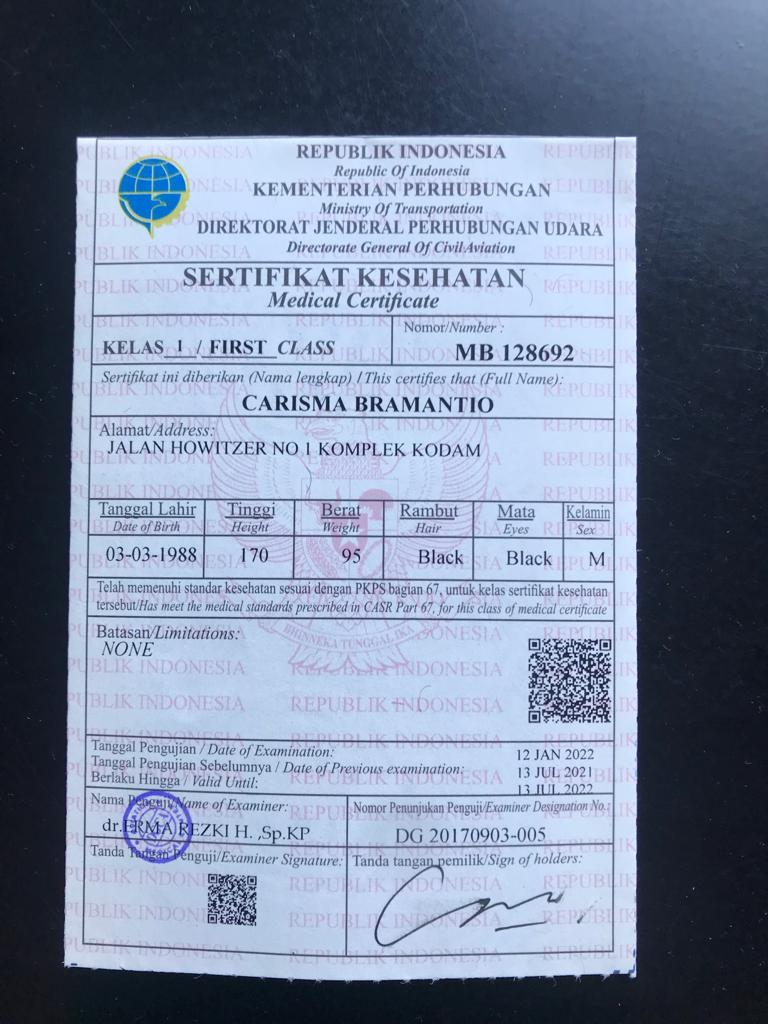 REPUBLIK INDONESIA
Republic Of Indonesia
KEMENTERIAN PERHUBUNGAN
Ministry Of Transportation
DIREKTORAT JENDERAL PERHUBUNGAN UDARA
Directorate General Of Civil Aviation
SERTIFIKAT KESEHATAN
Medical Certificate
KELAS I / FIRST CLASS
Nomor/Number :
MB 128692
Sertifikat ini diberikan (Nama lengkap) / This certifies that (Full Name):
CARISMA BRAMANTIO
Alamat/Address:
JALAN HOWITZER NO 1 KOMPLEK KODAM
Tanggal Lahir Tinggi Berat Rambut Mata Kelamin
Date of Birth Height Weight Hair Eyes Sex
03-03-1988 170 95 Black Black M
Telah memenuhi standar kesehatan sesuai dengan PKPS bagian 67, untuk kelas sertifikat kesehatan
tersebut/Has meet the medical standards prescribed in CASR Part 67, for this class of medical certificate
Batasan/Limitations:
NONE
BHINNEKA TUNGGAL IKA
Tanggal Pengujian / Date of Examination: 12 JAN 2022
Tanggal Pengujian Sebelumnya / Date of Previous examination: 13 JUL 2021
Berlaku Hingga / Valid Until: 13 JUL 2022
Nama Penguji/Name of Examiner:
dr.ERMA REZKI H. ,Sp.KP
Nomor Penunjukan Penguji/Examiner Designation No.:
DG 20170903-005
Tanda Tangan Penguji/Examiner Signature:
Tanda tangan pemilik/Sign of holders: